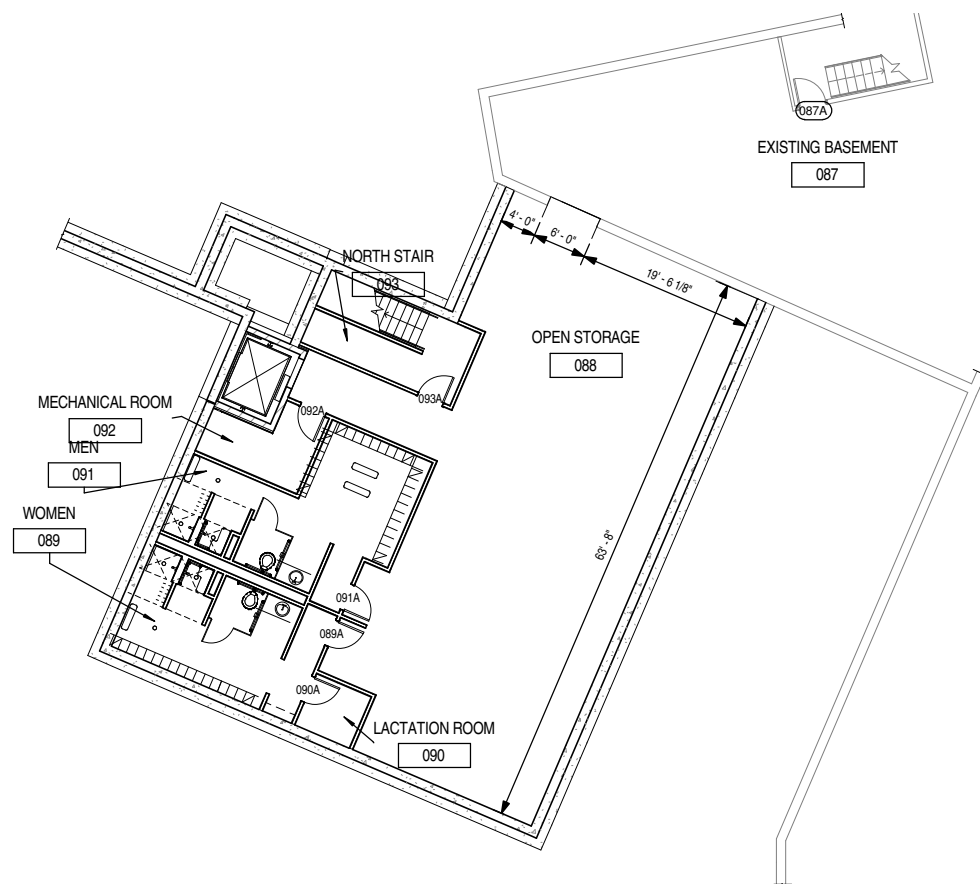 087A
EXISTING BASEMENT
087
4' - 0"
6' - 0"
19' - 6 1/8"
NORTH STAIR
093
OPEN STORAGE
088
093A
092A
MECHANICAL ROOM
092
MEN
091
WOMEN
089
63' - 8"
091A
089A
090A
LACTATION ROOM
090